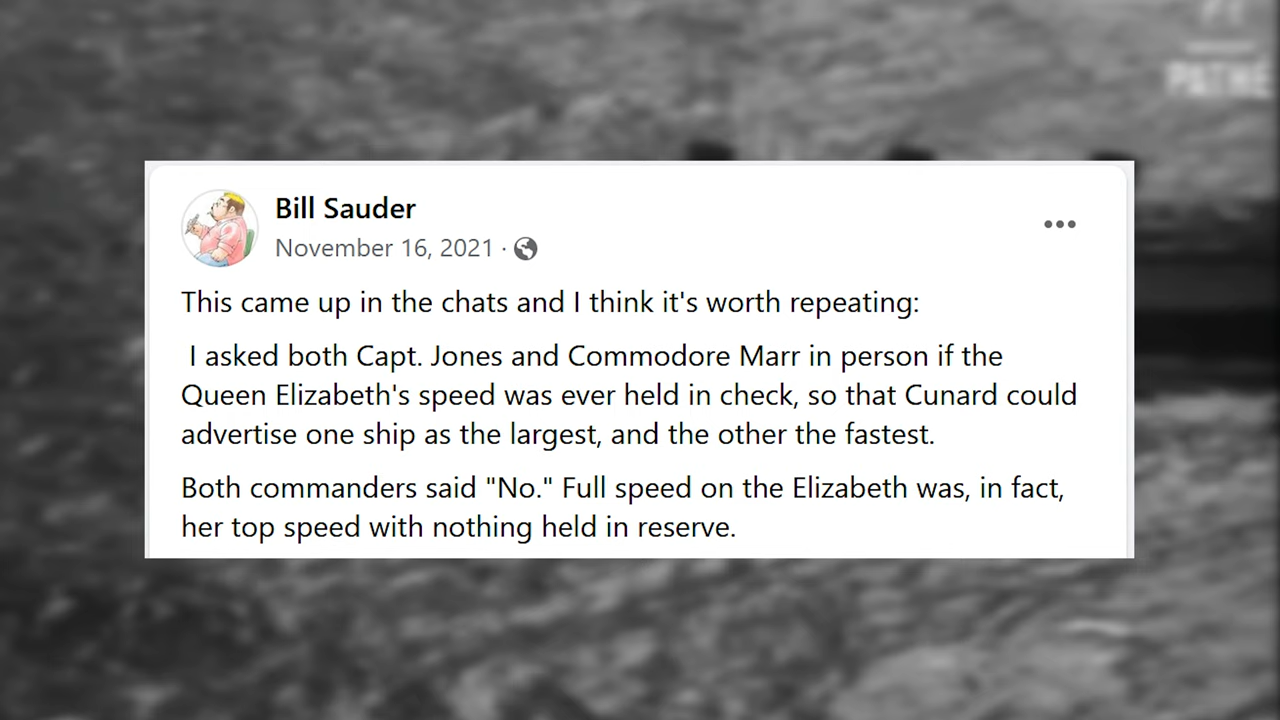 PATHÉ
Bill Sauder
November 16, 2021 ·
This came up in the chats and I think it's worth repeating:
I asked both Capt. Jones and Commodore Marr in person if the
Queen Elizabeth's speed was ever held in check, so that Cunard could
advertise one ship as the largest, and the other the fastest.
Both commanders said "No." Full speed on the Elizabeth was, in fact,
her top speed with nothing held in reserve.